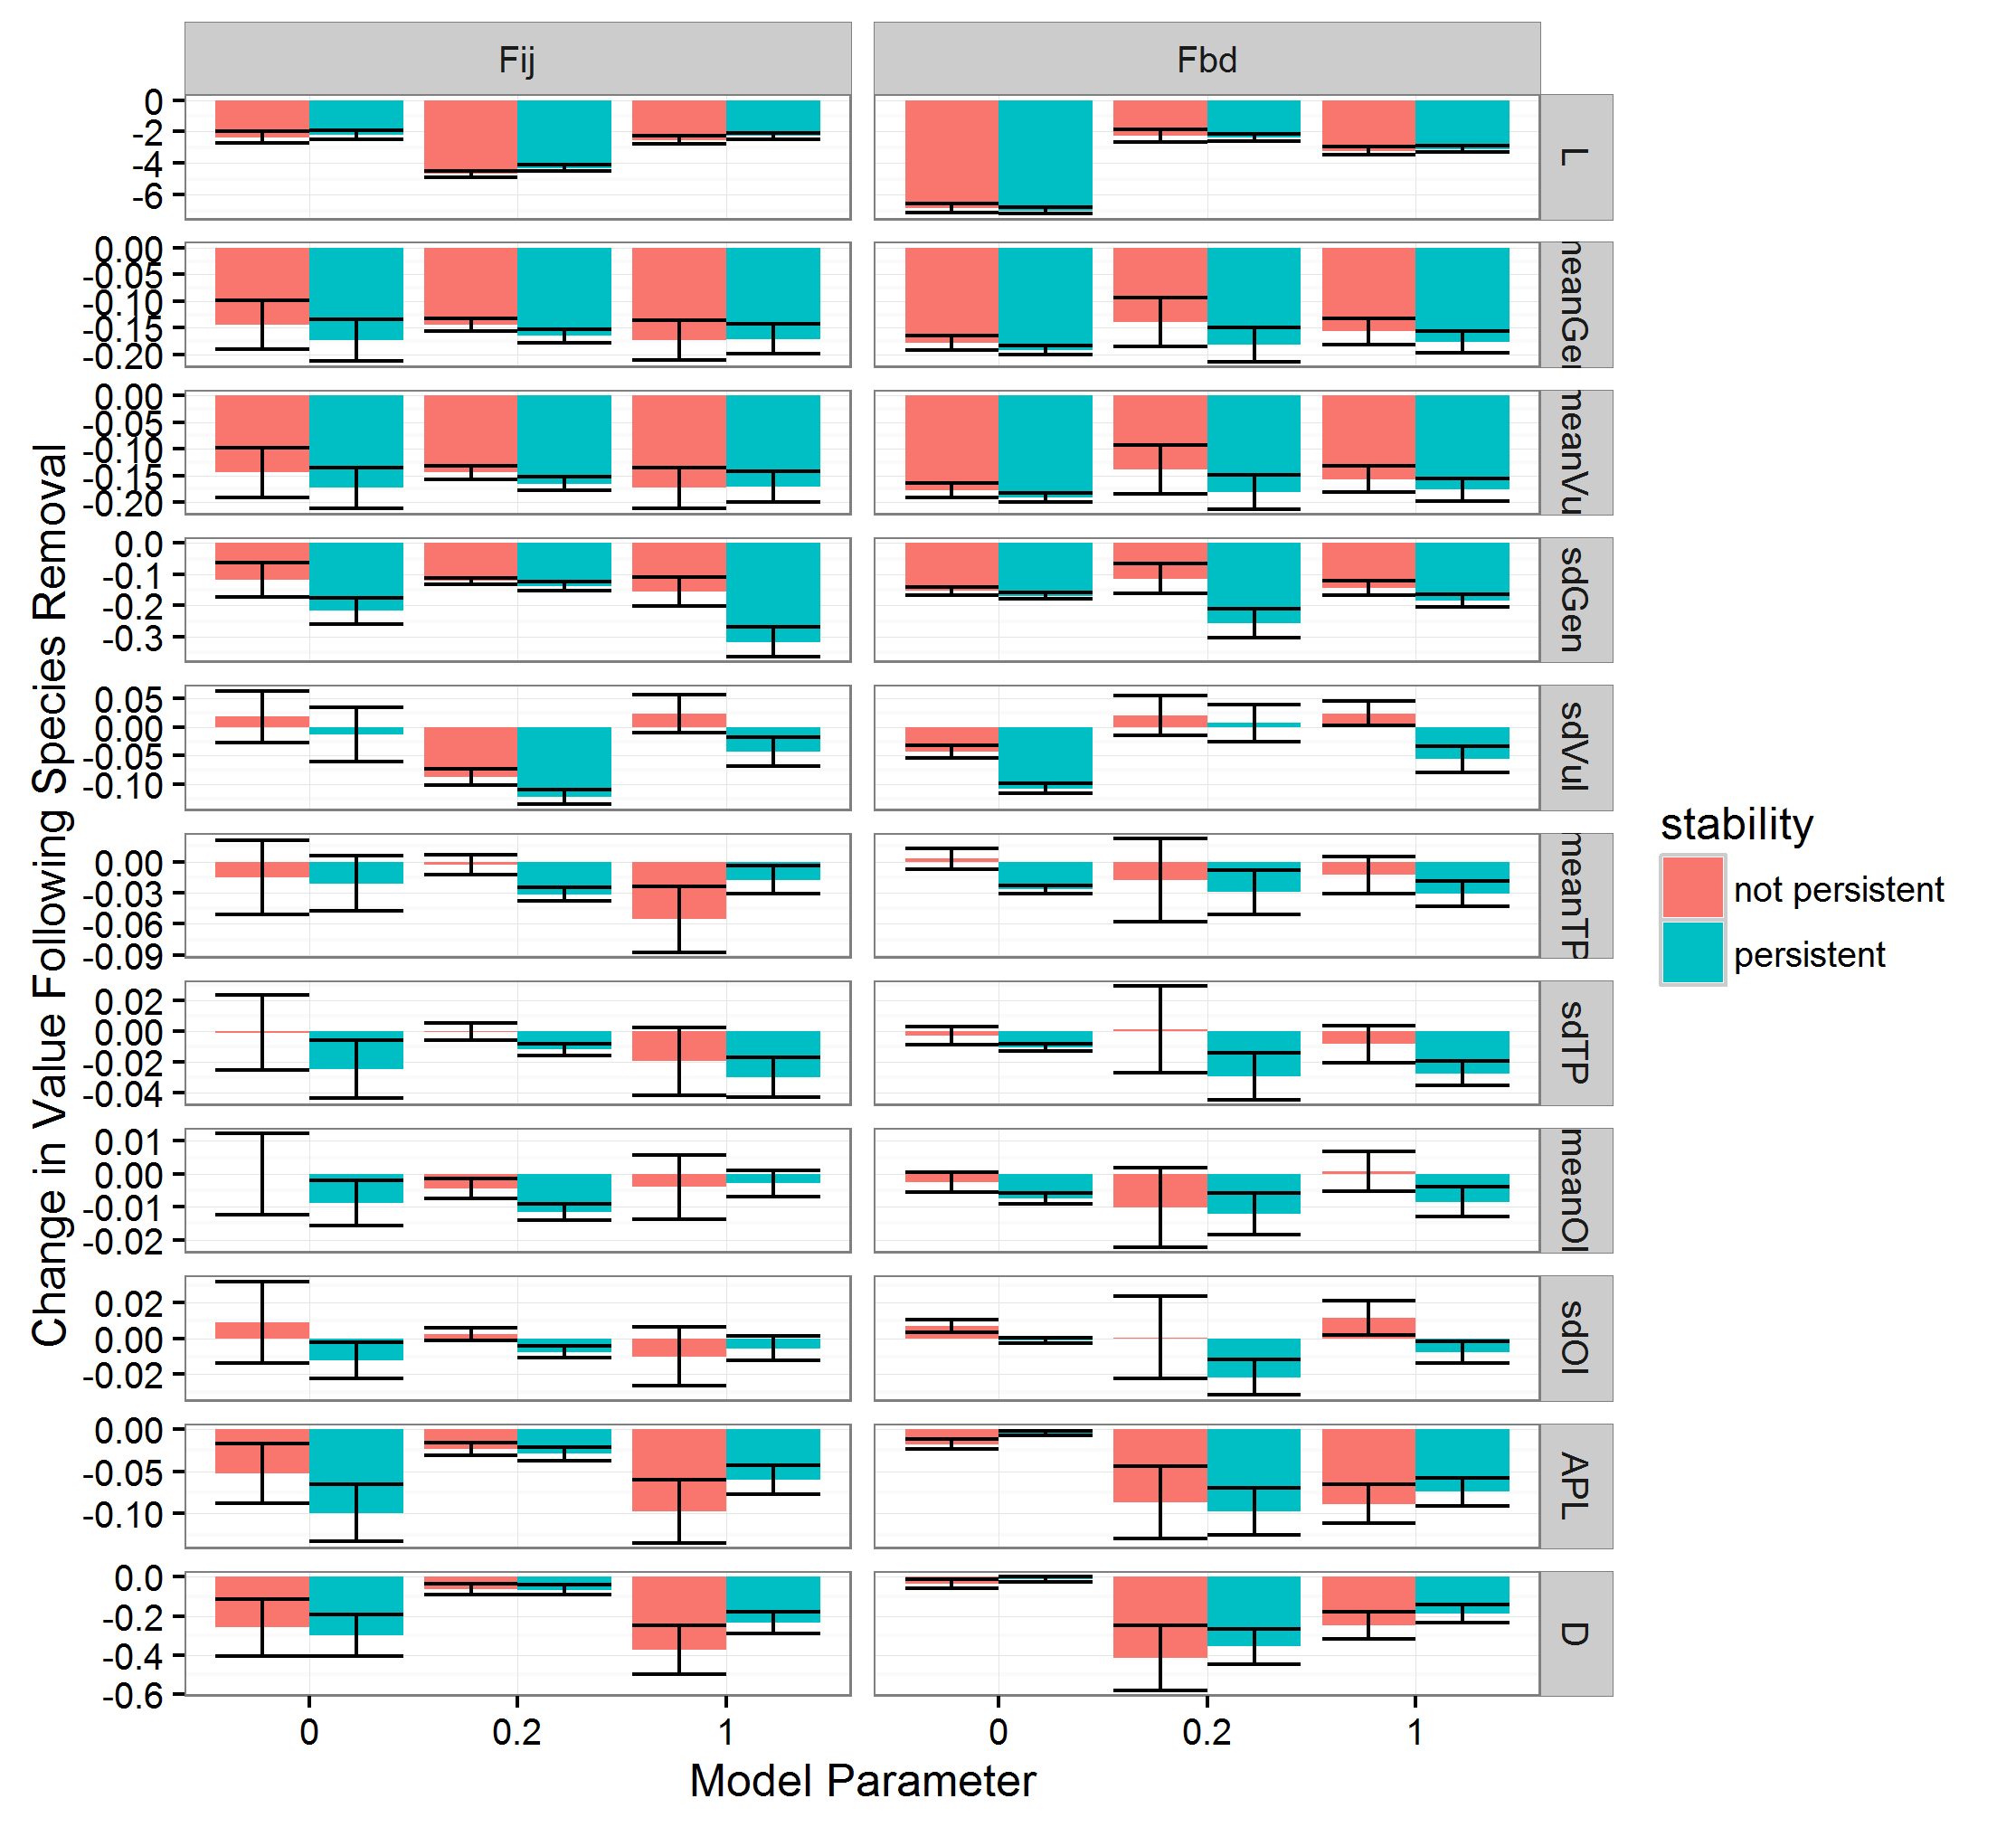 Fij
Fbd
0
-2
-4
-6
L
0.00
-0.05
-0.10
-0.15
-0.20
meanGen
0.00
-0.05
-0.10
-0.15
-0.20
meanVu
0.0
-0.1
-0.2
-0.3
sdGen
0.05
0.00
-0.05
-0.10
sdVul
0.00
-0.03
-0.06
-0.09
meanTP
0.02
0.00
-0.02
-0.04
sdTP
0.01
0.00
-0.01
-0.02
meanOI
0.02
0.00
-0.02
sdOI
0.00
-0.05
-0.10
APL
0.0
-0.2
-0.4
-0.6
D
0 0.2 1
0 0.2 1
Model Parameter
Change in Value Following Species Removal
stability
not persistent
persistent